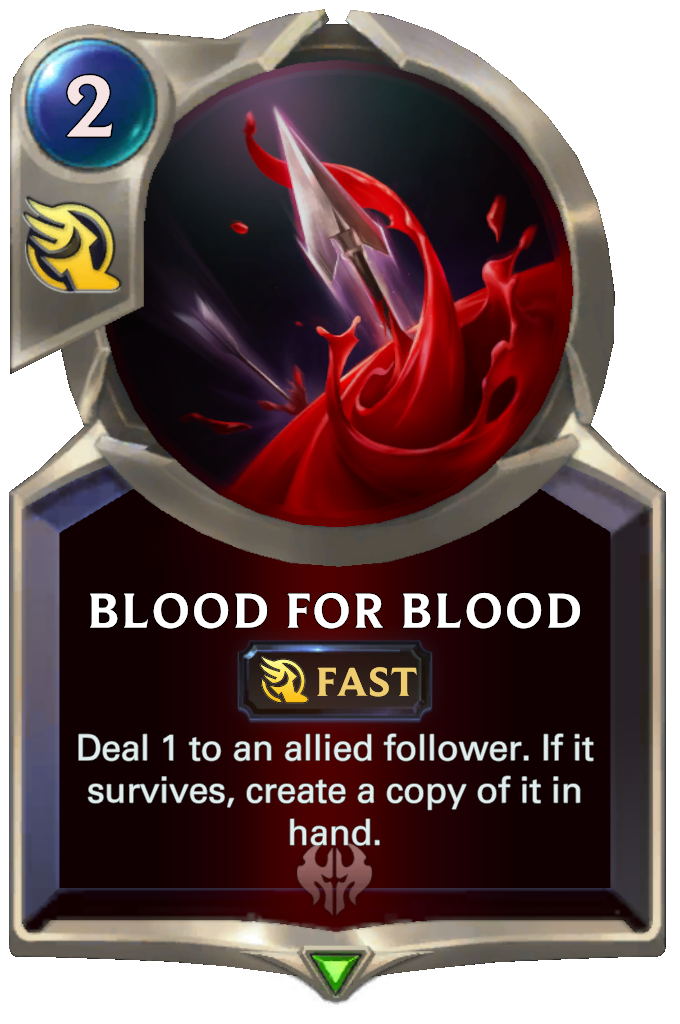 2
BLOOD FOR BLOOD
FAST
Deal 1 to an allied follower. If it
survives, create a copy of it in
hand.